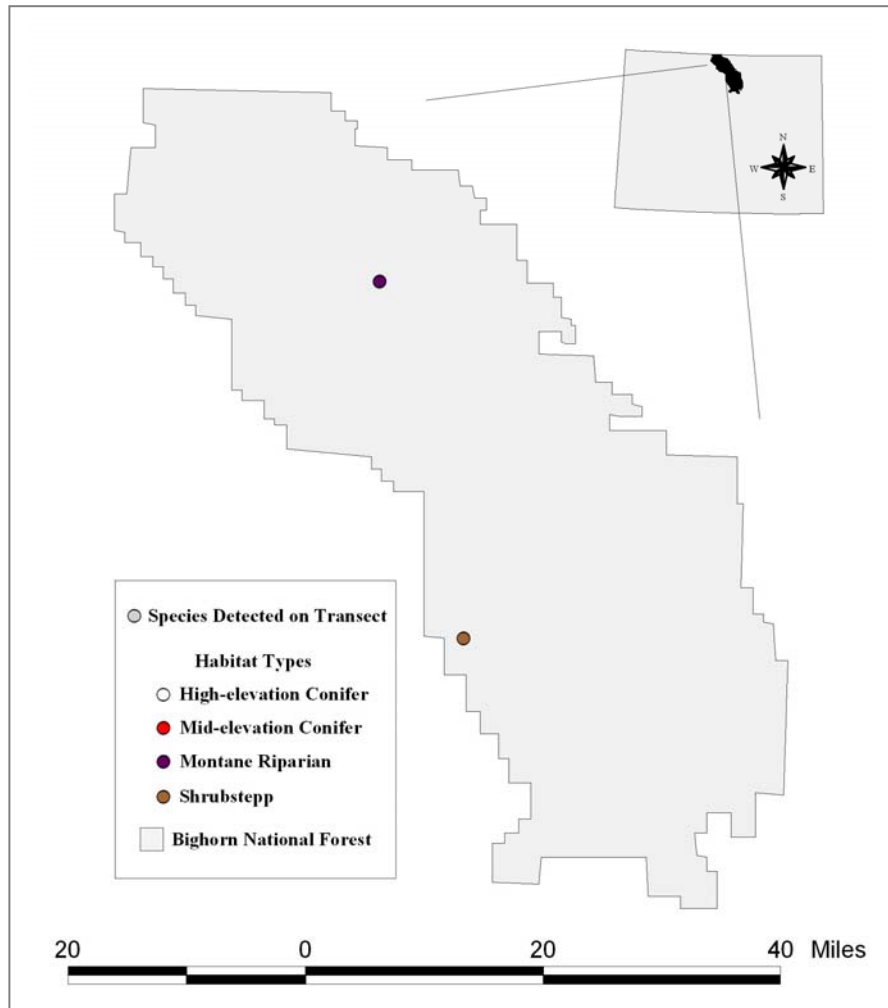 N
W E
S
Species Detected on Transect
Habitat Types
High-elevation Conifer
Mid-elevation Conifer
Montane Riparian
Shrubstepp
Bighorn National Forest
20 0 20 40 Miles